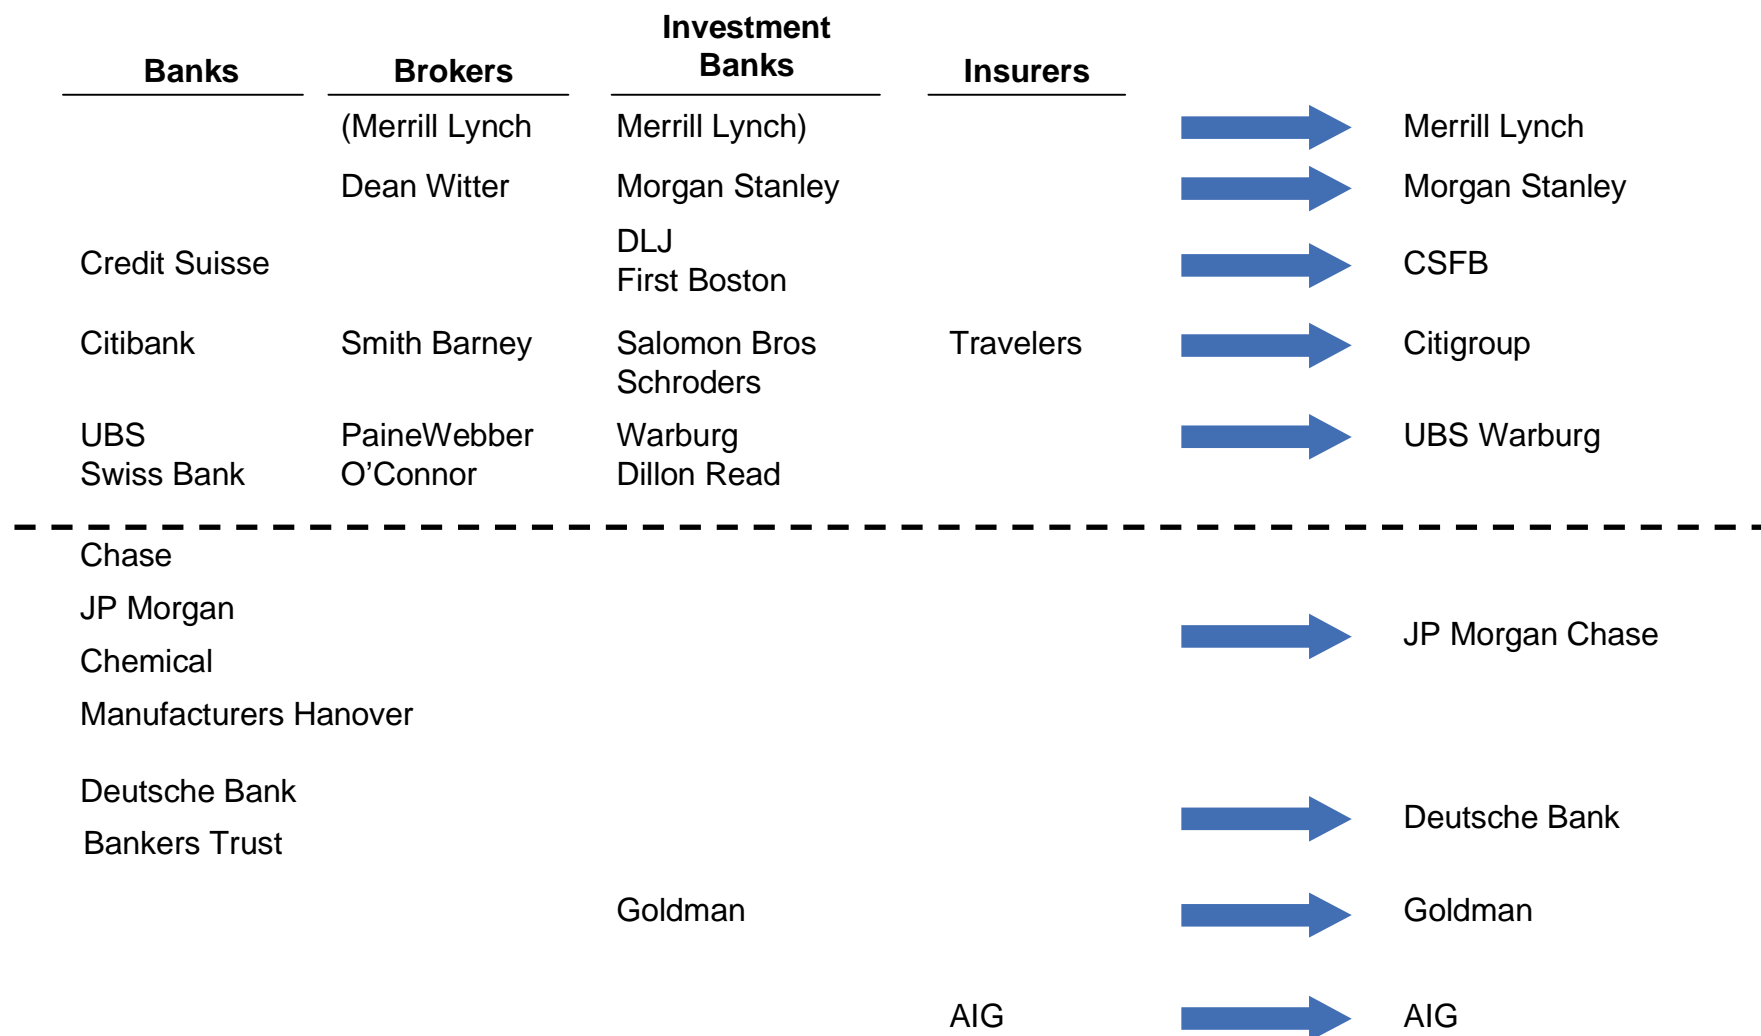 Banks Brokers Investment Banks Insurers
(Merrill Lynch Merrill Lynch) Merrill Lynch
Dean Witter Morgan Stanley Morgan Stanley
Credit Suisse DLJ First Boston CSFB
Citibank Smith Barney Salomon Bros Travelers Citigroup
Schroders
UBS PaineWebber Warburg UBS Warburg
Swiss Bank O’Connor Dillon Read
Chase
JP Morgan
JP Morgan Chase
Chemical
Manufacturers Hanover
Deutsche Bank
Deutsche Bank
Bankers Trust
Goldman Goldman
AIG AIG